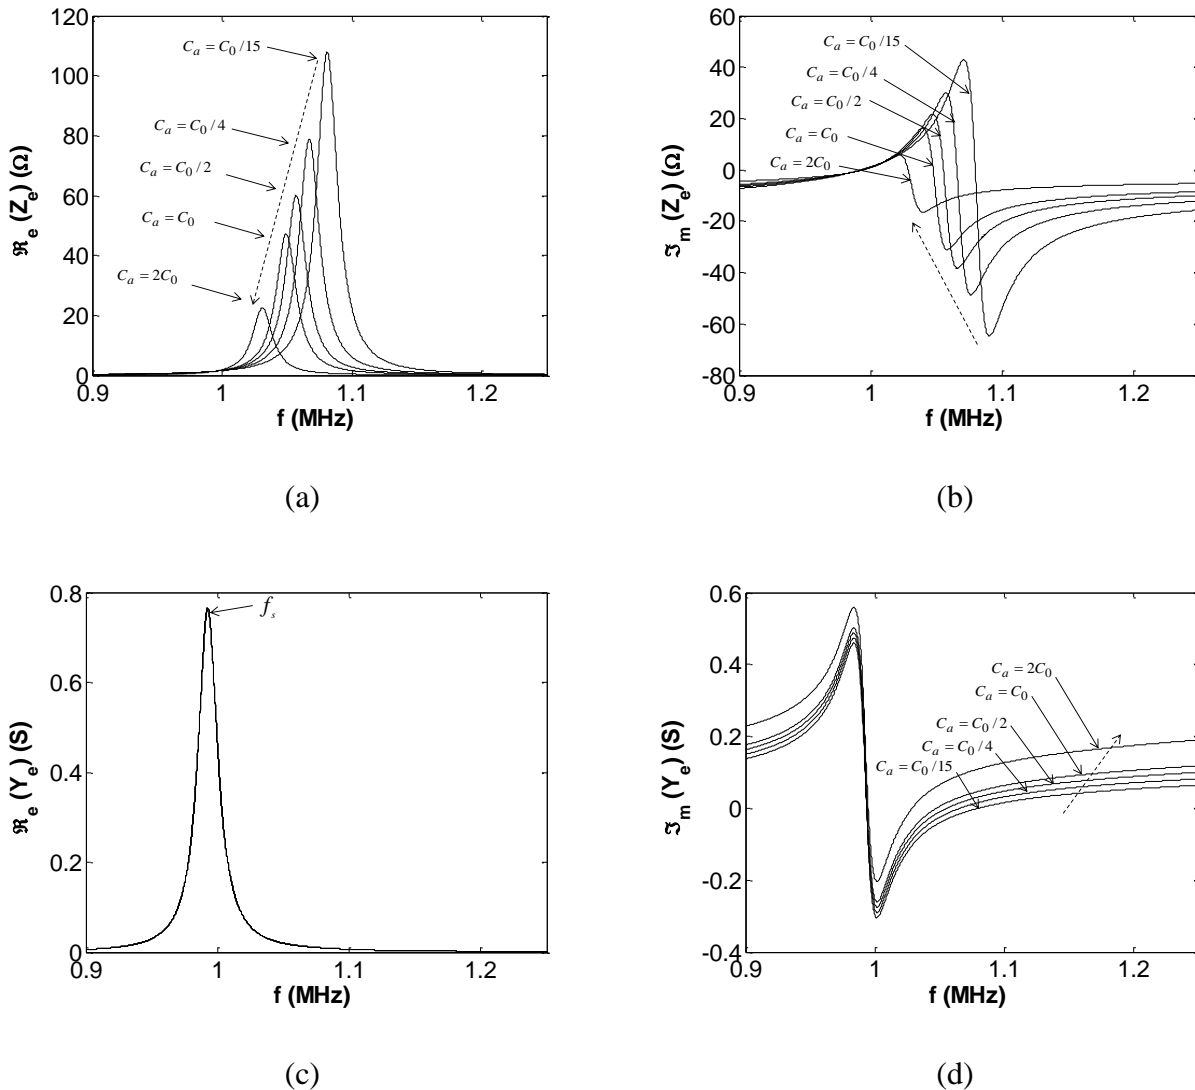 120
100
80
60
40
20
0
0.9
1
1.1
1.2
f (MHz)
ℜe (Ze) (Ω)
Ca = C0 /15
Ca = C0 /4
Ca = C0 /2
Ca = C0
Ca = 2C0
(a)
60
40
20
0
-20
-40
-60
-80
0.9
1
1.1
1.2
f (MHz)
ℑm (Ze) (Ω)
Ca = C0 /15
Ca = C0 /4
Ca = C0 /2
Ca = C0
Ca = 2C0
(b)
0.8
0.6
0.4
0.2
0
0.9
1
1.1
1.2
f (MHz)
ℜe (Ye) (S)
fs
(c)
0.6
0.4
0.2
0
-0.2
-0.4
0.9
1
1.1
1.2
f (MHz)
ℑm (Ye) (S)
Ca = 2C0
Ca = C0
Ca = C0 /2
Ca = C0 /4
Ca = C0 /15
(d)